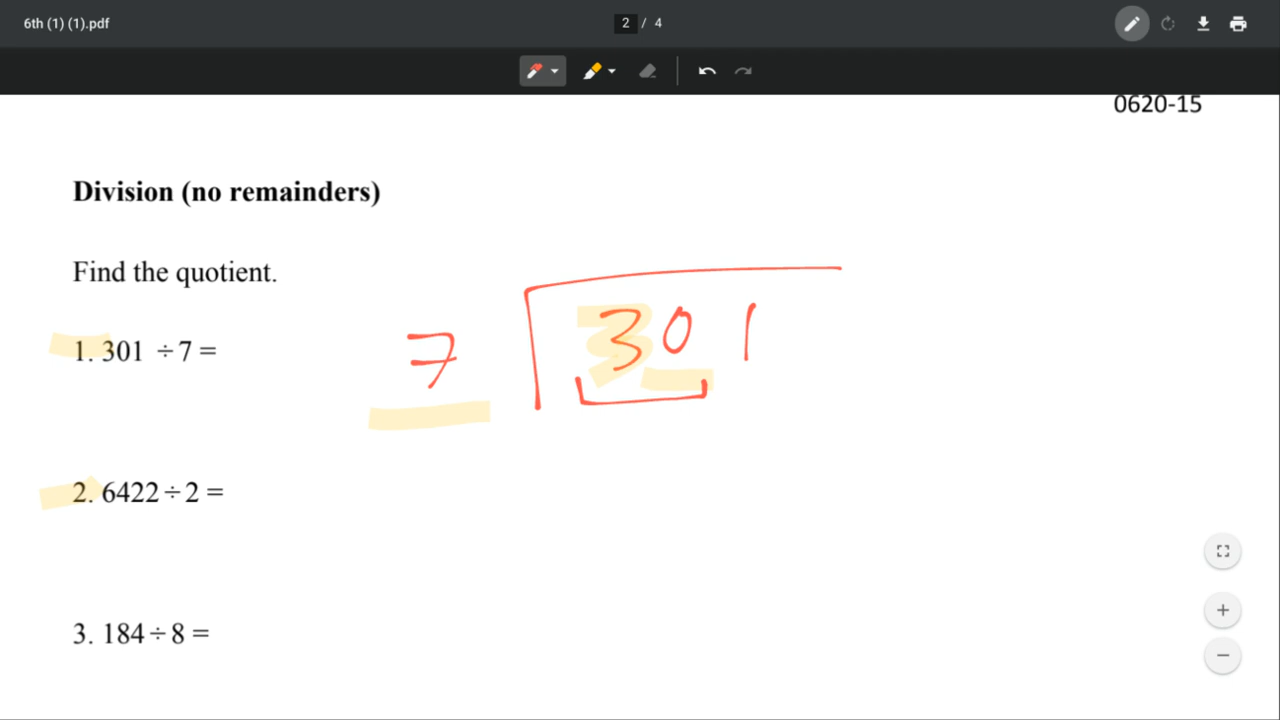 6th (1) (1).pdf
2 / 4
0620-15
Division (no remainders)
Find the quotient.
1. 301 ÷ 7 =
7 301
2. 6422 ÷ 2 =
3. 184 ÷ 8 =